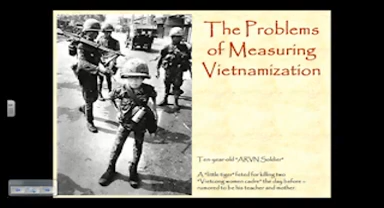 The Problems
of Measuring
Vietnamization
Ten-year-old "ARVN Soldier"
A "little tiger" feted for killing two
"Vietcong women cadre" the day before –
rumored to be his teacher and mother.